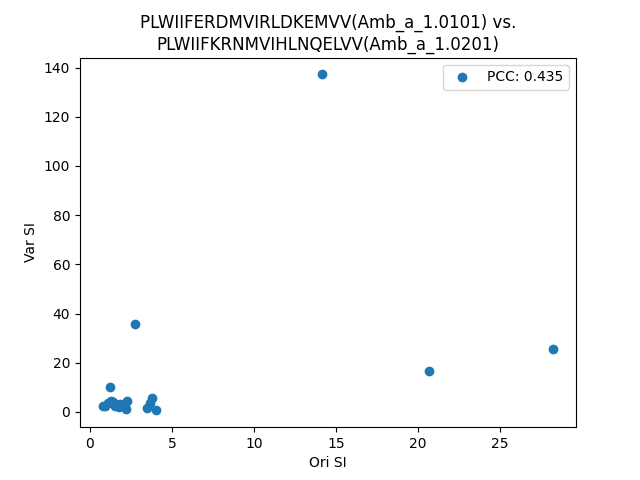 PLWIIFERDMVIRLDKEMVV(Amb_a_1.0101) vs.
PLWIIFKRNMVIHLNQELVV(Amb_a_1.0201)
PCC: 0.435
140
120
100
80
60
40
20
0
Var SI
0 5 10 15 20 25
Ori SI